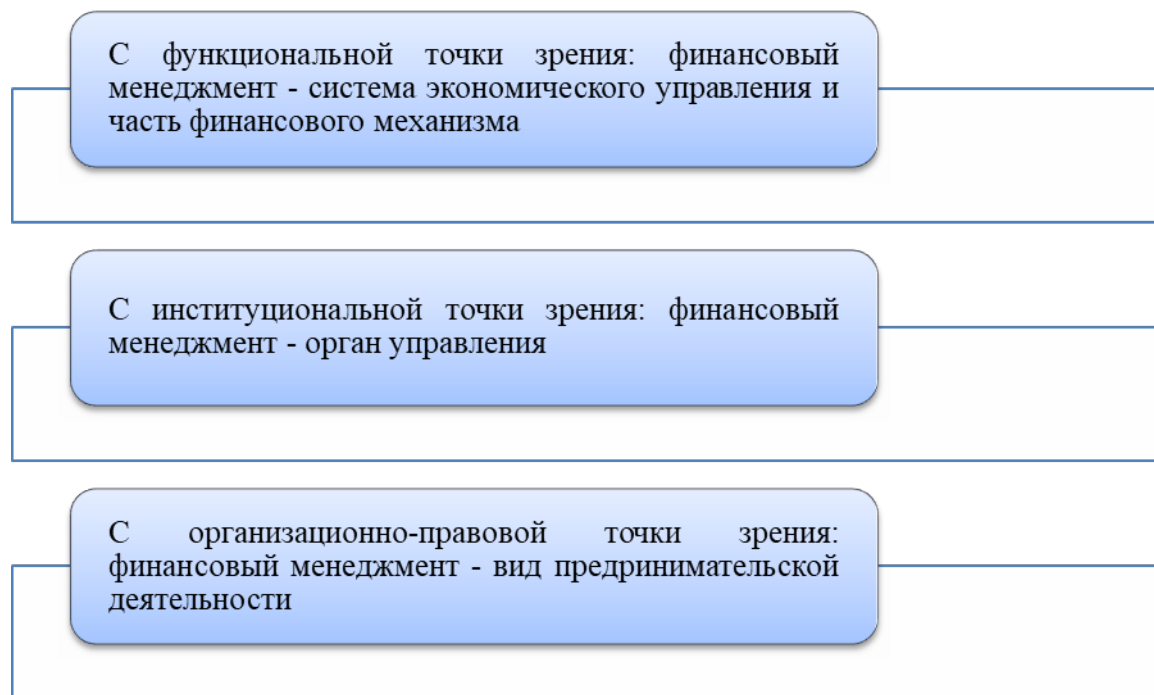 С функциональной точки зрения: финансовый
менеджмент - система экономического управления и
часть финансового механизма
С институциональной точки зрения: финансовый
менеджмент - орган управления
С организационно-правовой точки зрения:
финансовый менеджмент - вид предпринимательской
деятельности